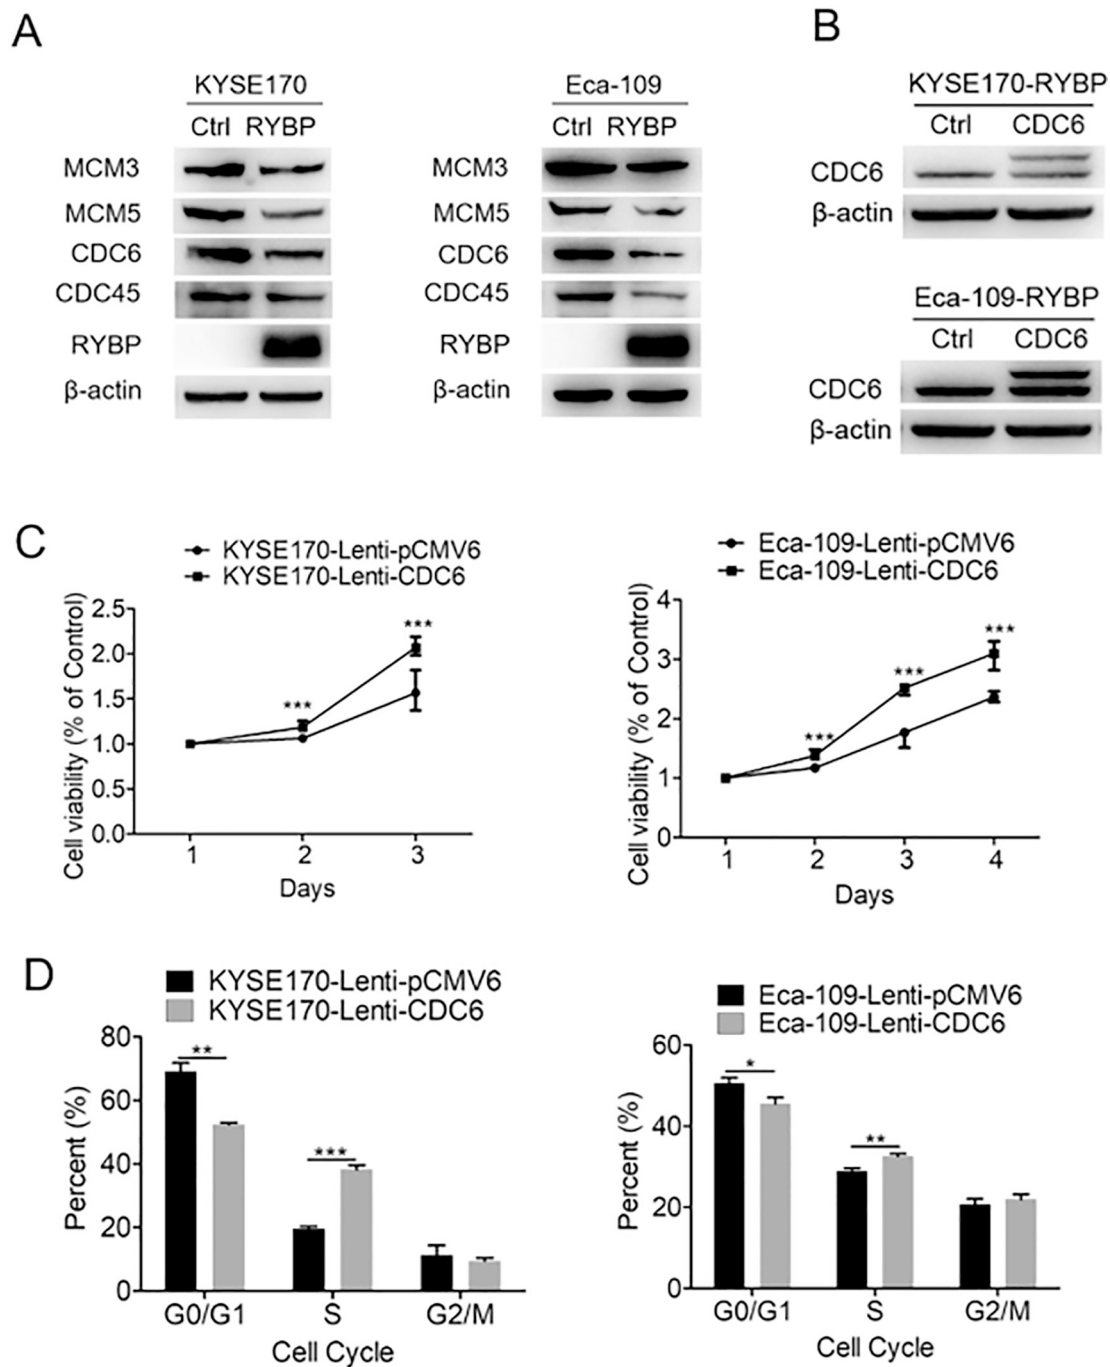 A
KYSE170
Ctrl RYBP
MCM3
MCM5
CDC6
CDC45
RYBP
β-actin
Eca-109
Ctrl RYBP
MCM3
MCM5
CDC6
CDC45
RYBP
β-actin
B
KYSE170-RYBP
Ctrl CDC6
CDC6
β-actin
Eca-109-RYBP
Ctrl CDC6
CDC6
β-actin
C
KYSE170-Lenti-pCMV6
KYSE170-Lenti-CDC6
Cell viability (% of Control)
2.5
2.0
1.5
1.0
0.5
0.0
***
***
1 2 3
Days
Eca-109-Lenti-pCMV6
Eca-109-Lenti-CDC6
Cell viability (% of Control)
4
3
2
1
0
***
***
***
1 2 3 4
Days
D
KYSE170-Lenti-pCMV6
KYSE170-Lenti-CDC6
Percent (%)
80
60
40
20
0
**
***
G0/G1 S G2/M
Cell Cycle
Eca-109-Lenti-pCMV6
Eca-109-Lenti-CDC6
Percent (%)
60
40
20
0
*
**
G0/G1 S G2/M
Cell Cycle